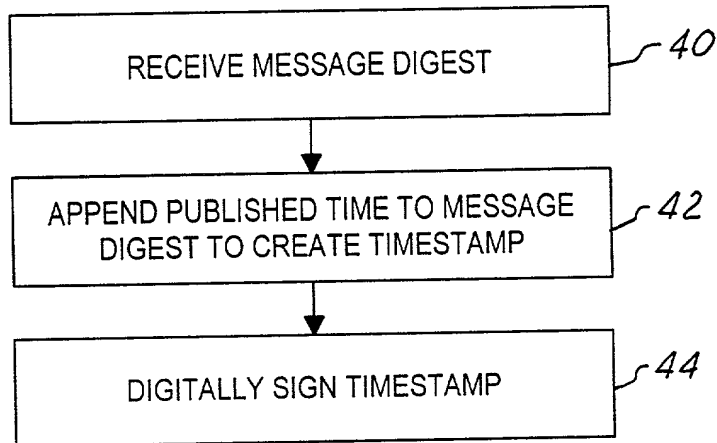 RECEIVE MESSAGE DIGEST
40
APPEND PUBLISHED TIME TO MESSAGE
DIGEST TO CREATE TIMESTAMP
42
DIGITALLY SIGN TIMESTAMP
44